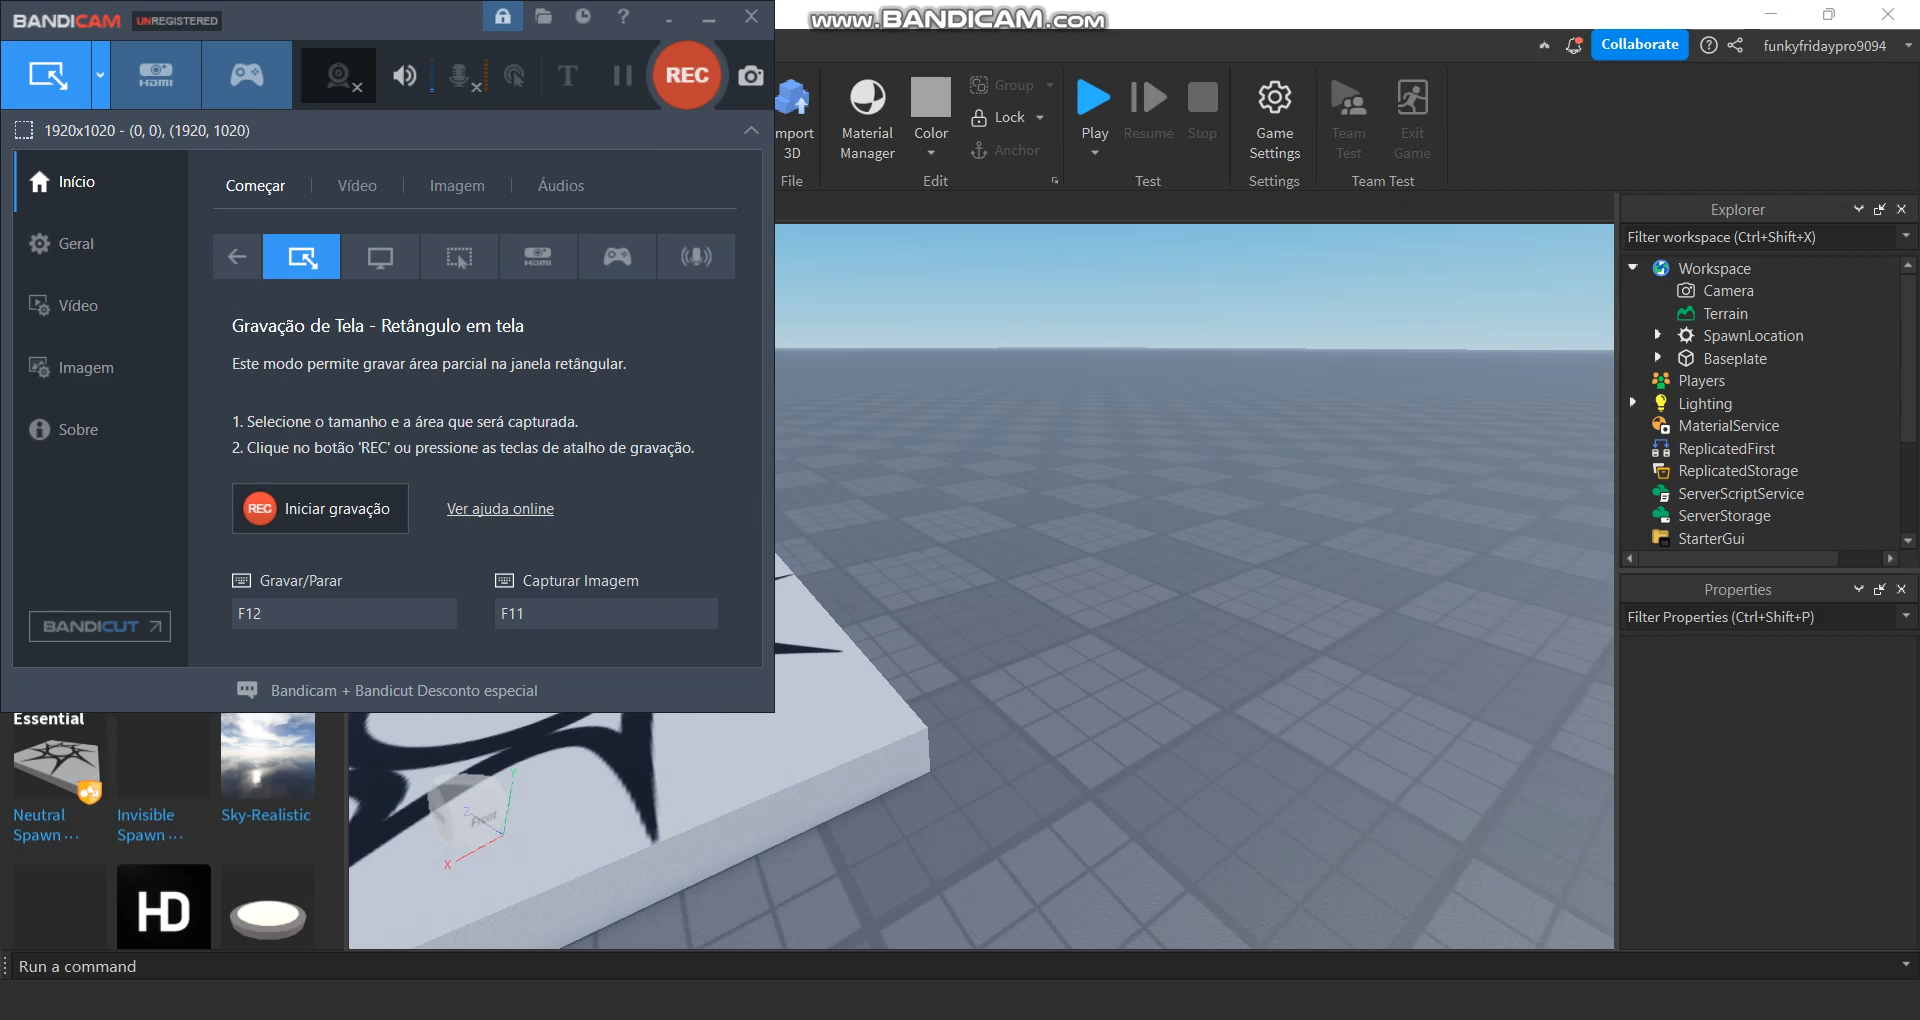 BANDICAM UNREGISTERED
?
www.BANDICAM.com
Collaborate
funkyfridaypro9094
HDMI
T
REC
1920x1020 - (0, 0), (1920, 1020)
Início
Geral
Vídeo
Imagem
Sobre
BANDICUT
Começar
Vídeo
Imagem
Áudios
HDMI
Gravação de Tela - Retângulo em tela
Este modo permite gravar área parcial na janela retângular.
1. Selecione o tamanho e a área que será capturada.
2. Clique no botão 'REC' ou pressione as teclas de atalho de gravação.
REC Iniciar gravação
Ver ajuda online
Gravar/Parar
F12
Capturar Imagem
F11
Bandicam + Bandicut Desconto especial
mport
3D
File
Material
Manager
Color
Group
Lock
Anchor
Edit
Play
Resume
Stop
Test
Game
Settings
Settings
Team
Test
Exit
Game
Team Test
Explorer
Filter workspace (Ctrl+Shift+X)
Workspace
Camera
Terrain
SpawnLocation
Baseplate
Players
Lighting
MaterialService
ReplicatedFirst
ReplicatedStorage
ServerScriptService
ServerStorage
StarterGui
Properties
Filter Properties (Ctrl+Shift+P)
Essential
Neutral
Spawn ...
Invisible
Spawn ...
Sky-Realistic
HD
Y
Z
Front
X
Run a command